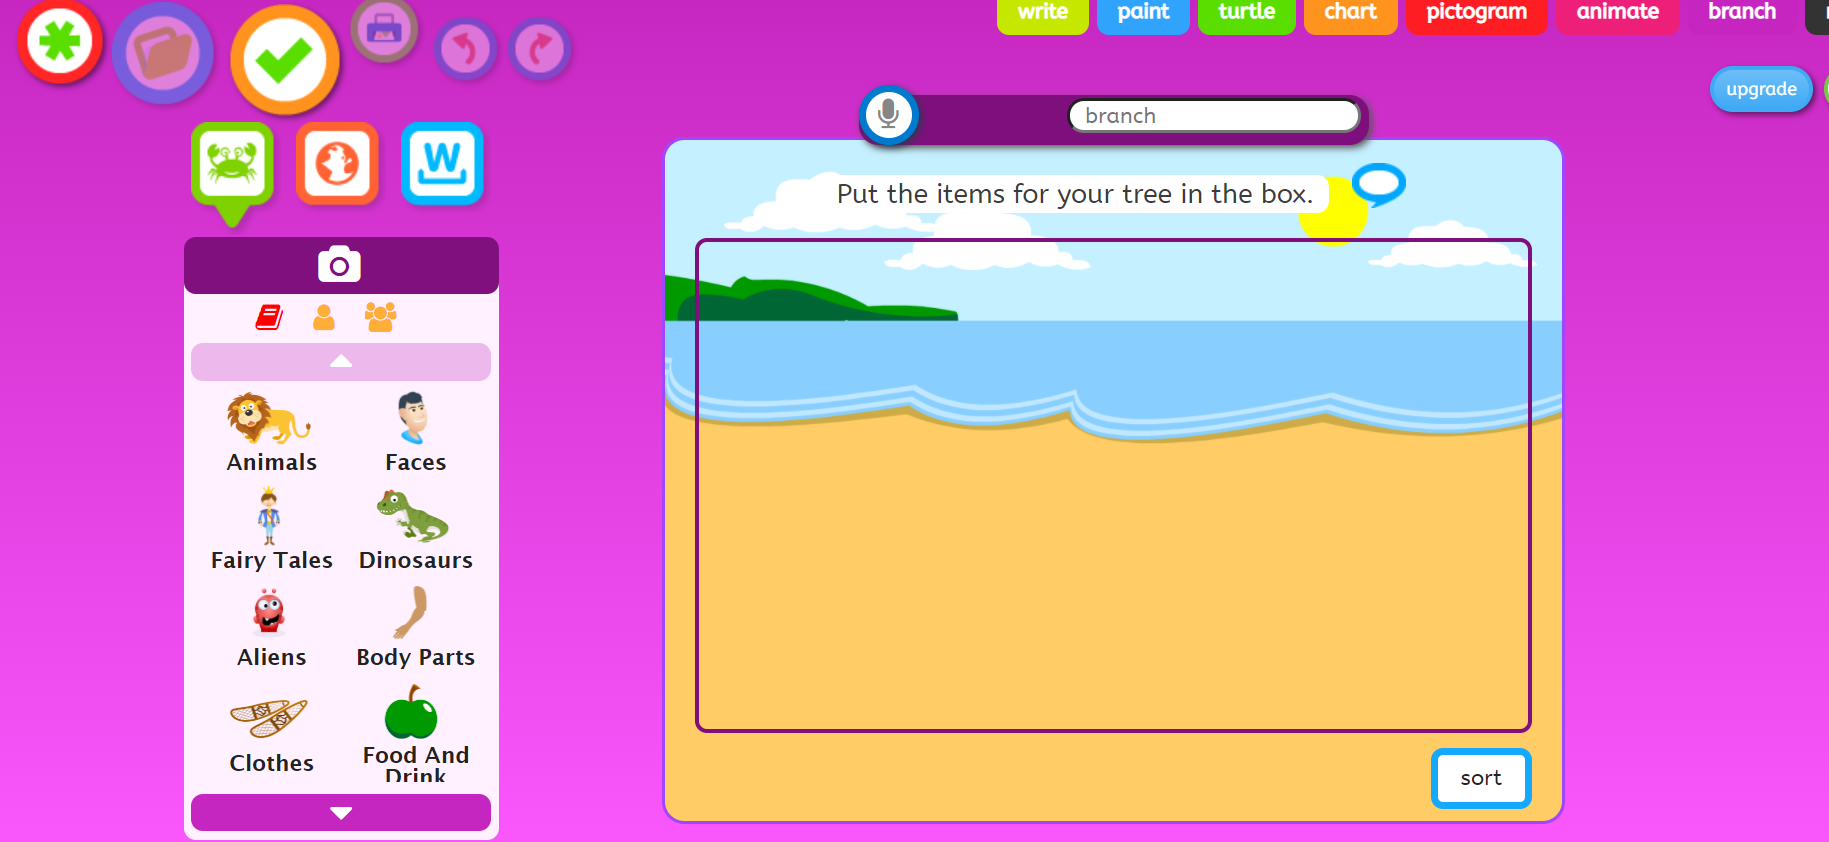 write paint turtle chart pictogram animate branch
upgrade
branch
Put the items for your tree in the box.
W
Animals Faces
Fairy Tales Dinosaurs
Aliens Body Parts
Clothes Food And
Drink
sort